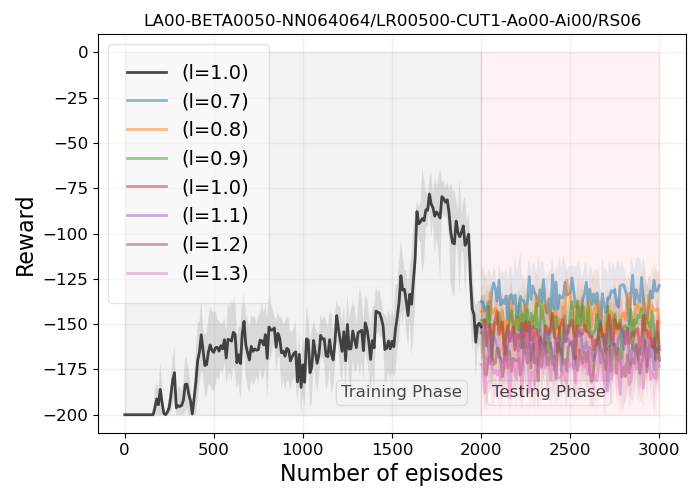 LA00-BETA0050-NN064064/LR00500-CUT1-Ao00-Ai00/RS06
Reward
0
−25
−50
−75
−100
−125
−150
−175
−200
(l=1.0)
(l=0.7)
(l=0.8)
(l=0.9)
(l=1.0)
(l=1.1)
(l=1.2)
(l=1.3)
Training Phase
Testing Phase
0 500 1000 1500 2000 2500 3000
Number of episodes